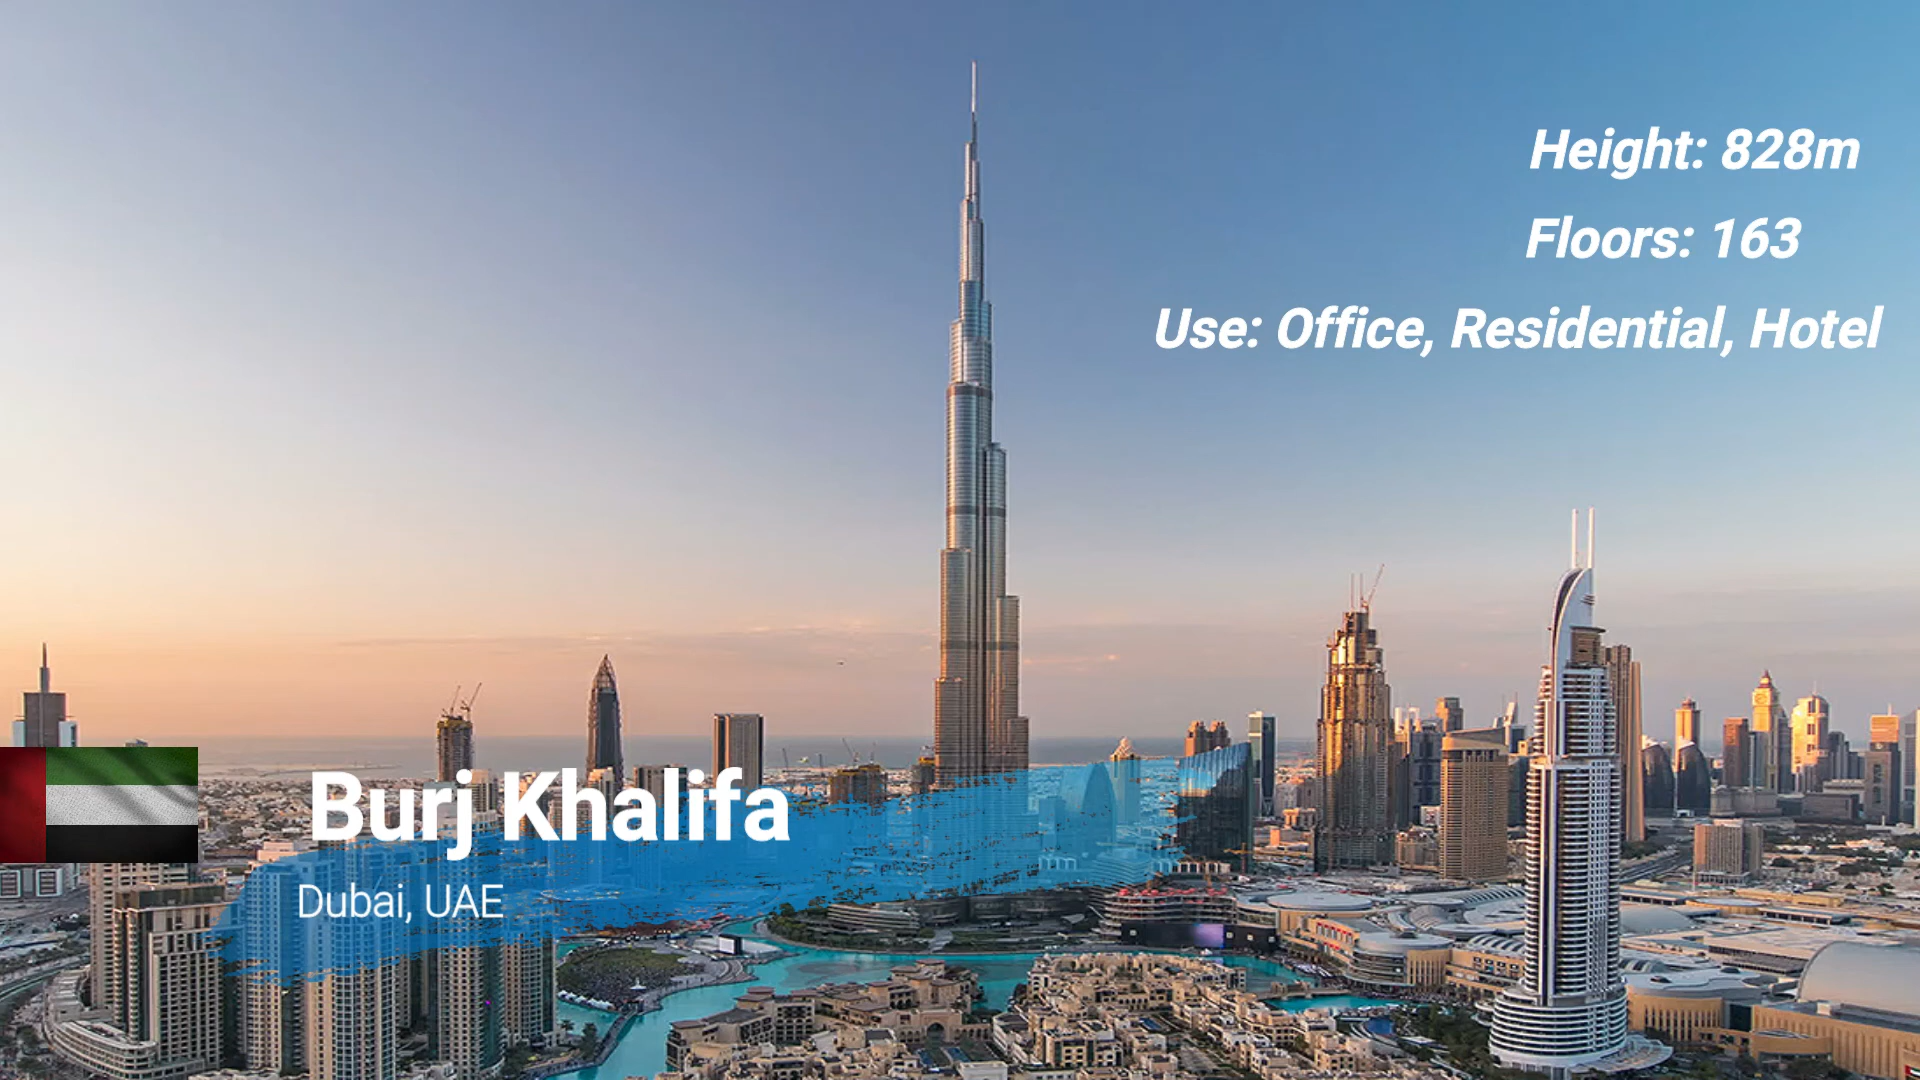 Height: 828m
Floors: 163
Use: Office, Residential, Hotel
Burj Khalifa
Dubai, UAE